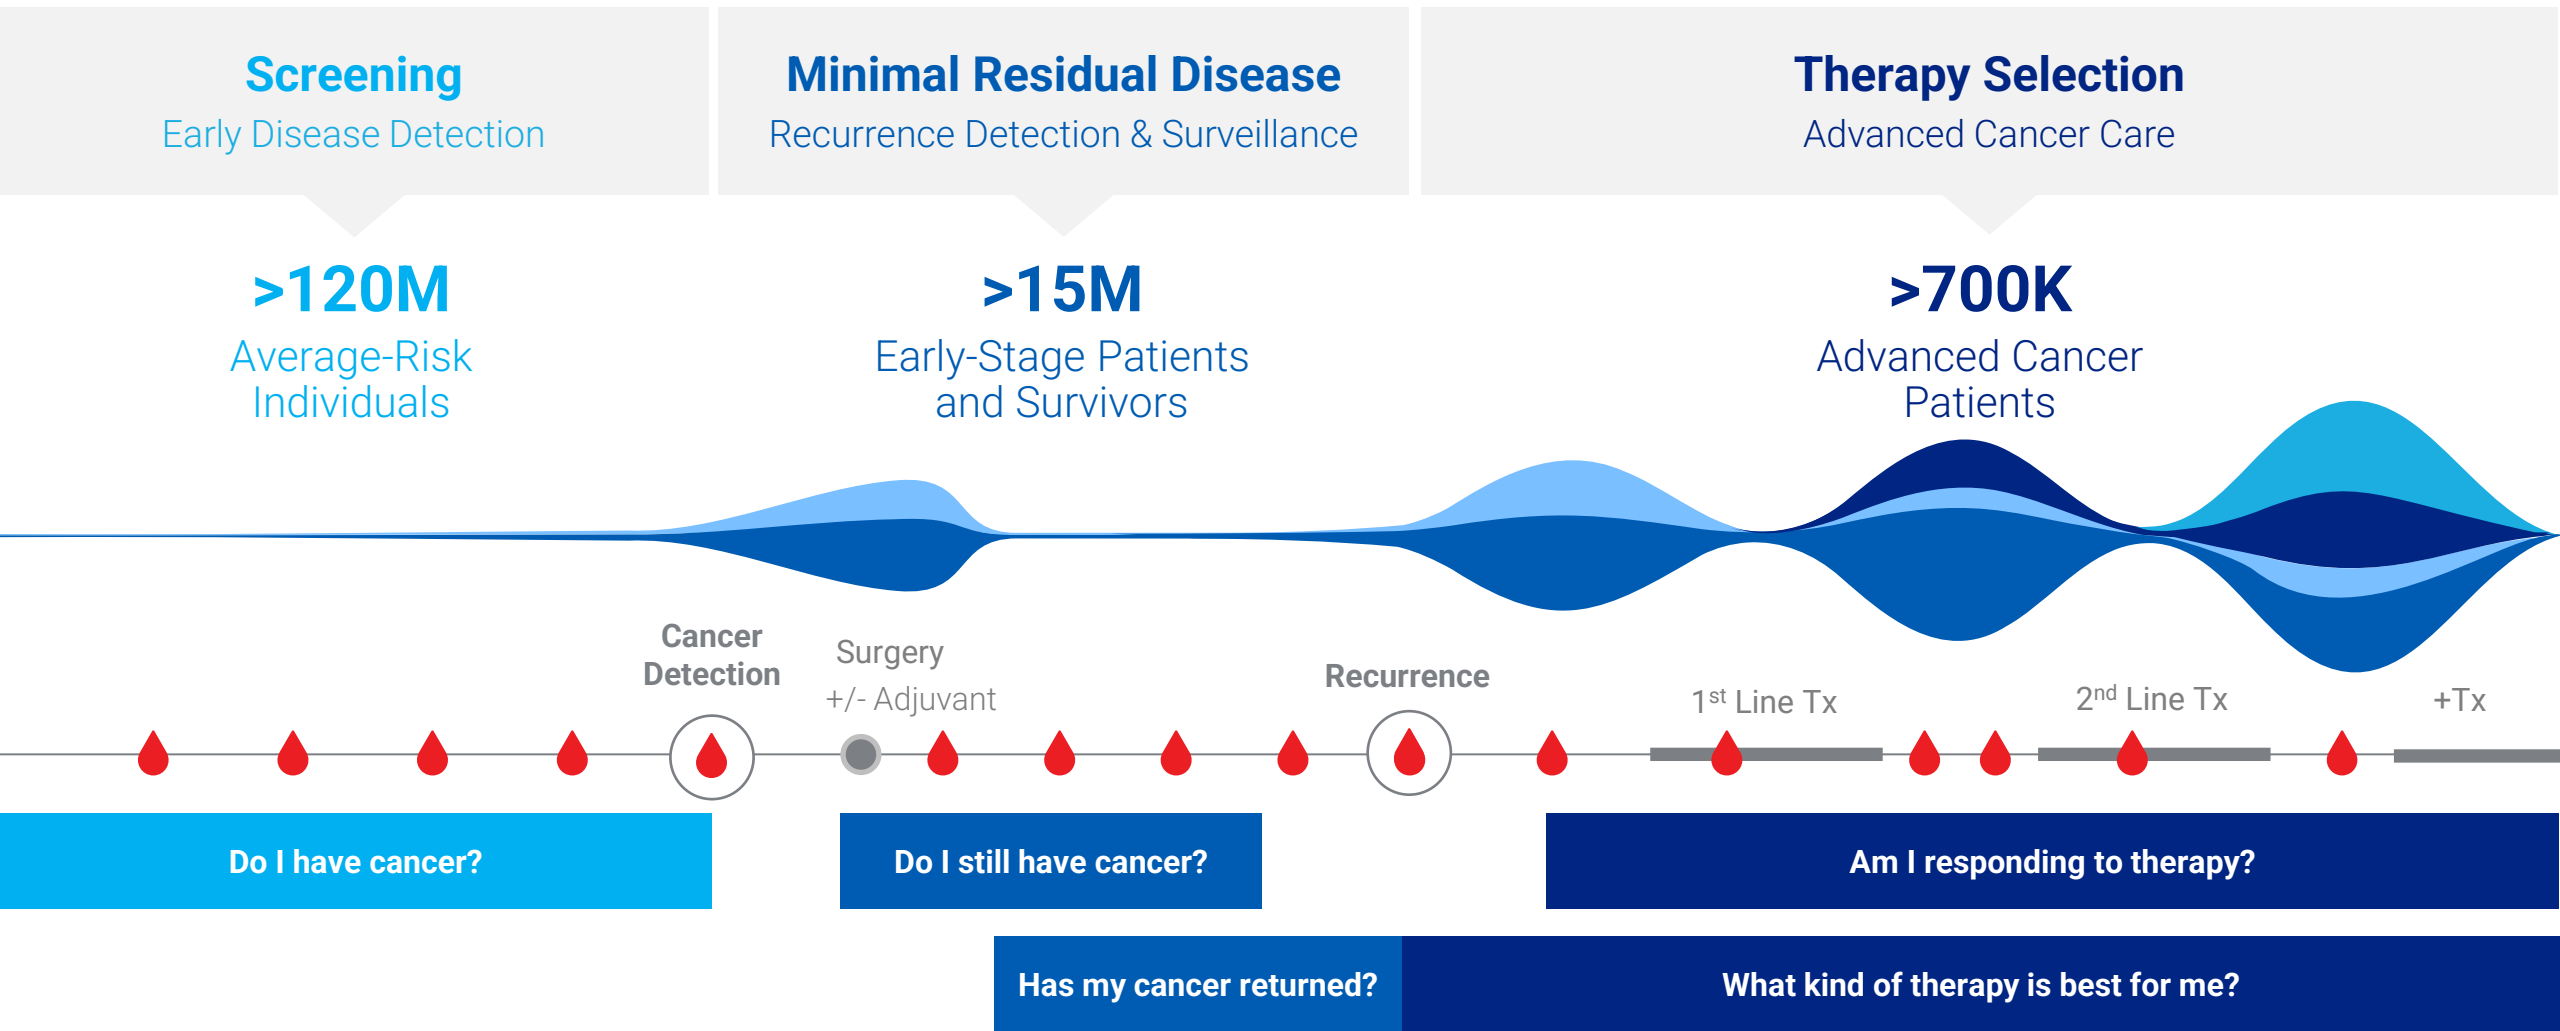 Screening
Early Disease Detection
>120M
Average-Risk
Individuals
Minimal Residual Disease
Recurrence Detection & Surveillance
>15M
Early-Stage Patients
and Survivors
Therapy Selection
Advanced Cancer Care
>700K
Advanced Cancer
Patients
Cancer
Detection
Surgery
+/- Adjuvant
Recurrence
1st Line Tx
2nd Line Tx
+Tx
Do I have cancer?
Do I still have cancer?
Am I responding to therapy?
Has my cancer returned?
What kind of therapy is best for me?